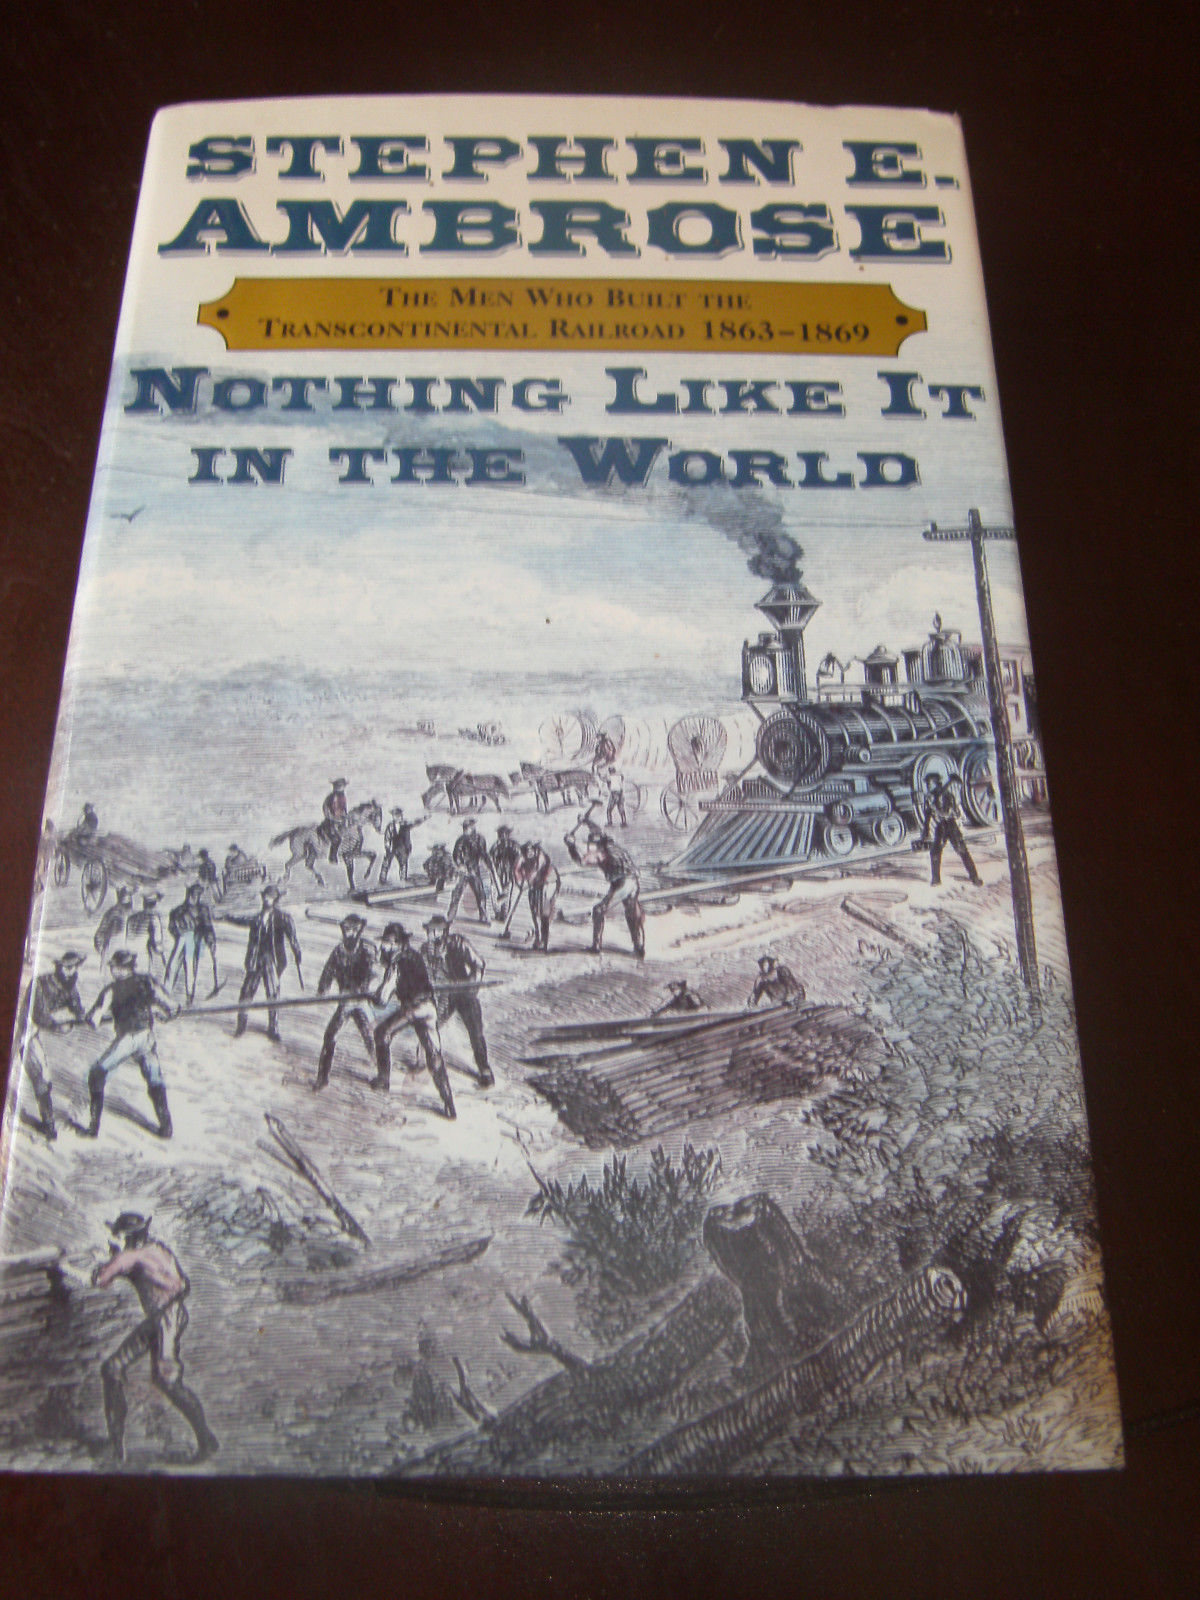 STEPHEN E.
AMBROSE
THE MEN WHO BUILT THE
TRANSCONTINENTAL RAILROAD 1863–1869
NOTHING LIKE IT
IN THE WORLD